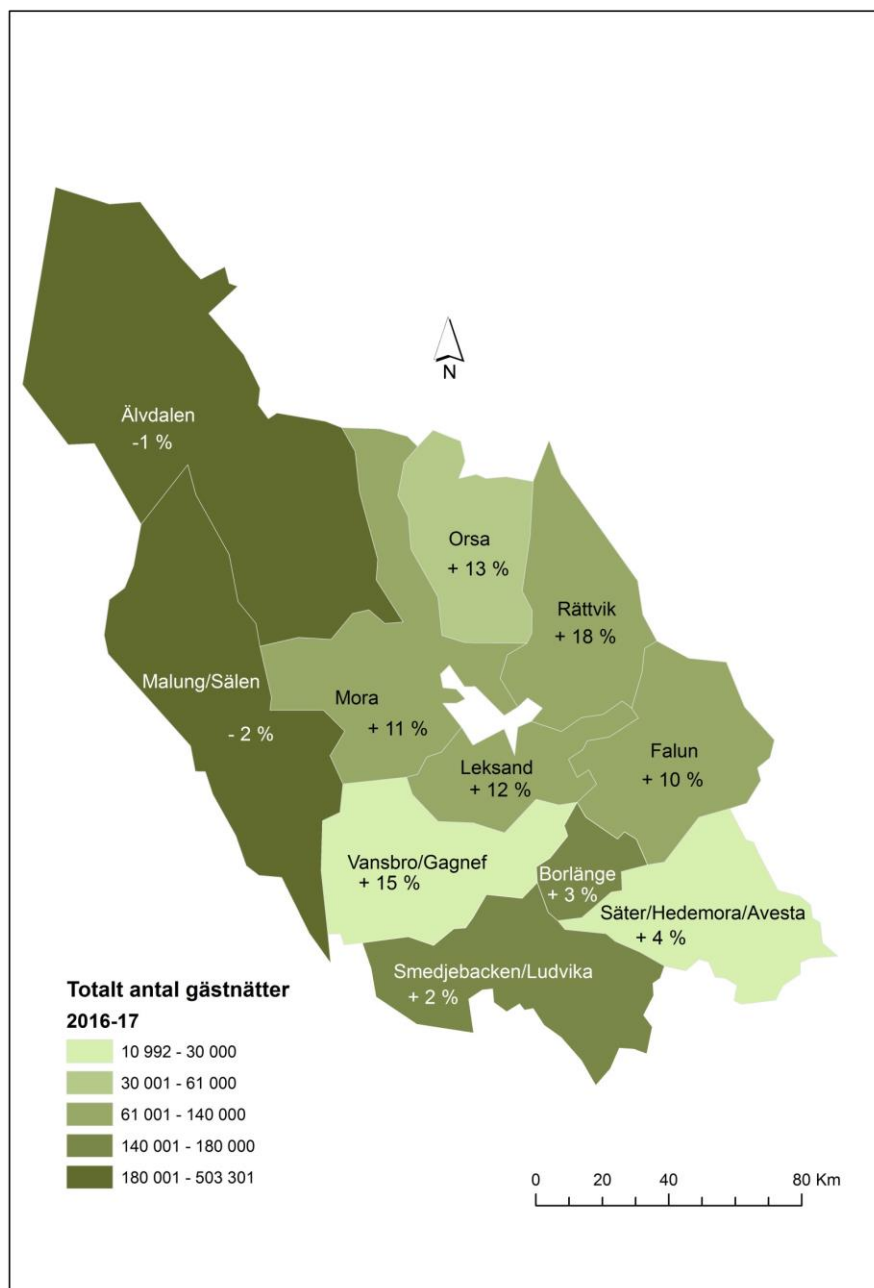 N
Älvdalen
-1 %
Orsa
+ 13 %
Rättvik
+ 18 %
Malung/Sälen
- 2 %
Mora
+ 11 %
Leksand
+ 12 %
Falun
+ 10 %
Vansbro/Gagnef
+ 15 %
Borlänge
+ 3 %
Säter/Hedemora/Avesta
+ 4 %
Smedjebacken/Ludvika
+ 2 %
Totalt antal gästnätter
2016-17
10 992 - 30 000
30 001 - 61 000
61 001 - 140 000
140 001 - 180 000
180 001 - 503 301
0 20 40 80 Km